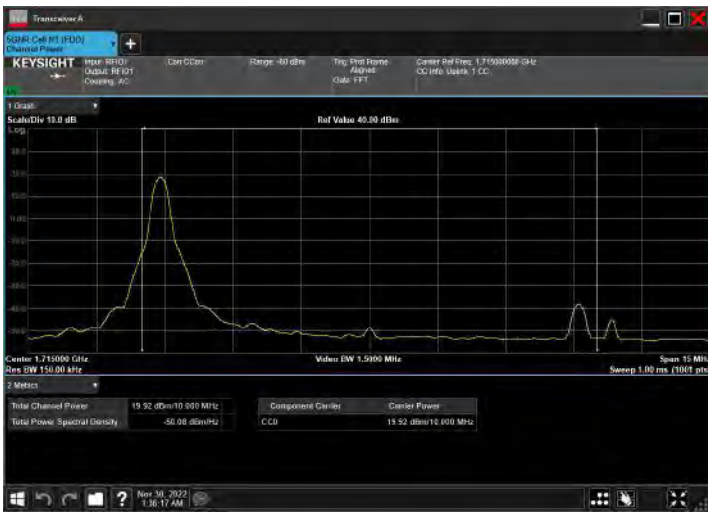 Transceiver A
5GNR Cell N1 (FDD)
Channel Power
KEYSIGHT
Input: RFIO1
Output: RFIO1
Coupling: AC
Corr CCorr
Range: -60 dBm
Trig: Prist Frame
Aligned
Gate: FFT
Center Ref Freq: 1.715000000 GHz
CC Info: Uplink, 1 CC
1 Graph
Scale/Div 10.0 dB
Ref Value 40.00 dBm
Log
Center 1.715000 GHz
Res BW 150.00 kHz
Video BW 1.5000 MHz
Span 15 MHz
Sweep 1.00 ms (1001 pts
2 Metrics
Total Channel Power 19.92 dBm/10.000 MHz
Total Power Spectral Density -50.08 dBm/Hz
Component Carrier Carrier Power
CC0 19.92 dBm/10.000 MHz
Nov 30, 2022
1:36:17 AM